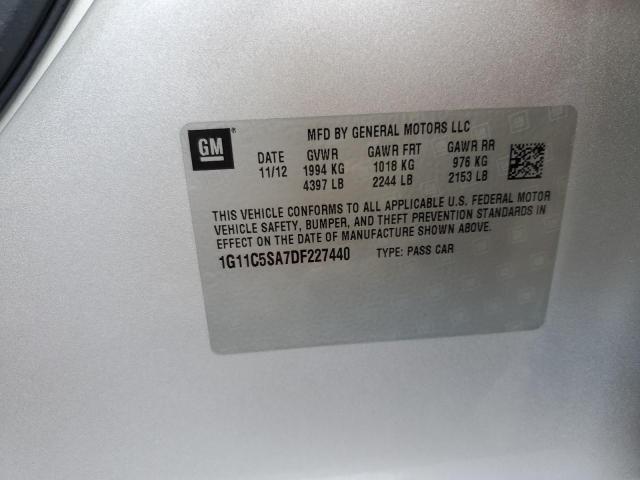 GM
MFD BY GENERAL MOTORS LLC
DATE GVWR GAWR FRT GAWR RR
11/12 1994 KG 1018 KG 976 KG
4397 LB 2244 LB 2153 LB
THIS VEHICLE CONFORMS TO ALL APPLICABLE U.S. FEDERAL MOTOR
VEHICLE SAFETY, BUMPER, AND THEFT PREVENTION STANDARDS IN
EFFECT ON THE DATE OF MANUFACTURE SHOWN ABOVE.
1G11C5SA7DF227440 TYPE: PASS CAR